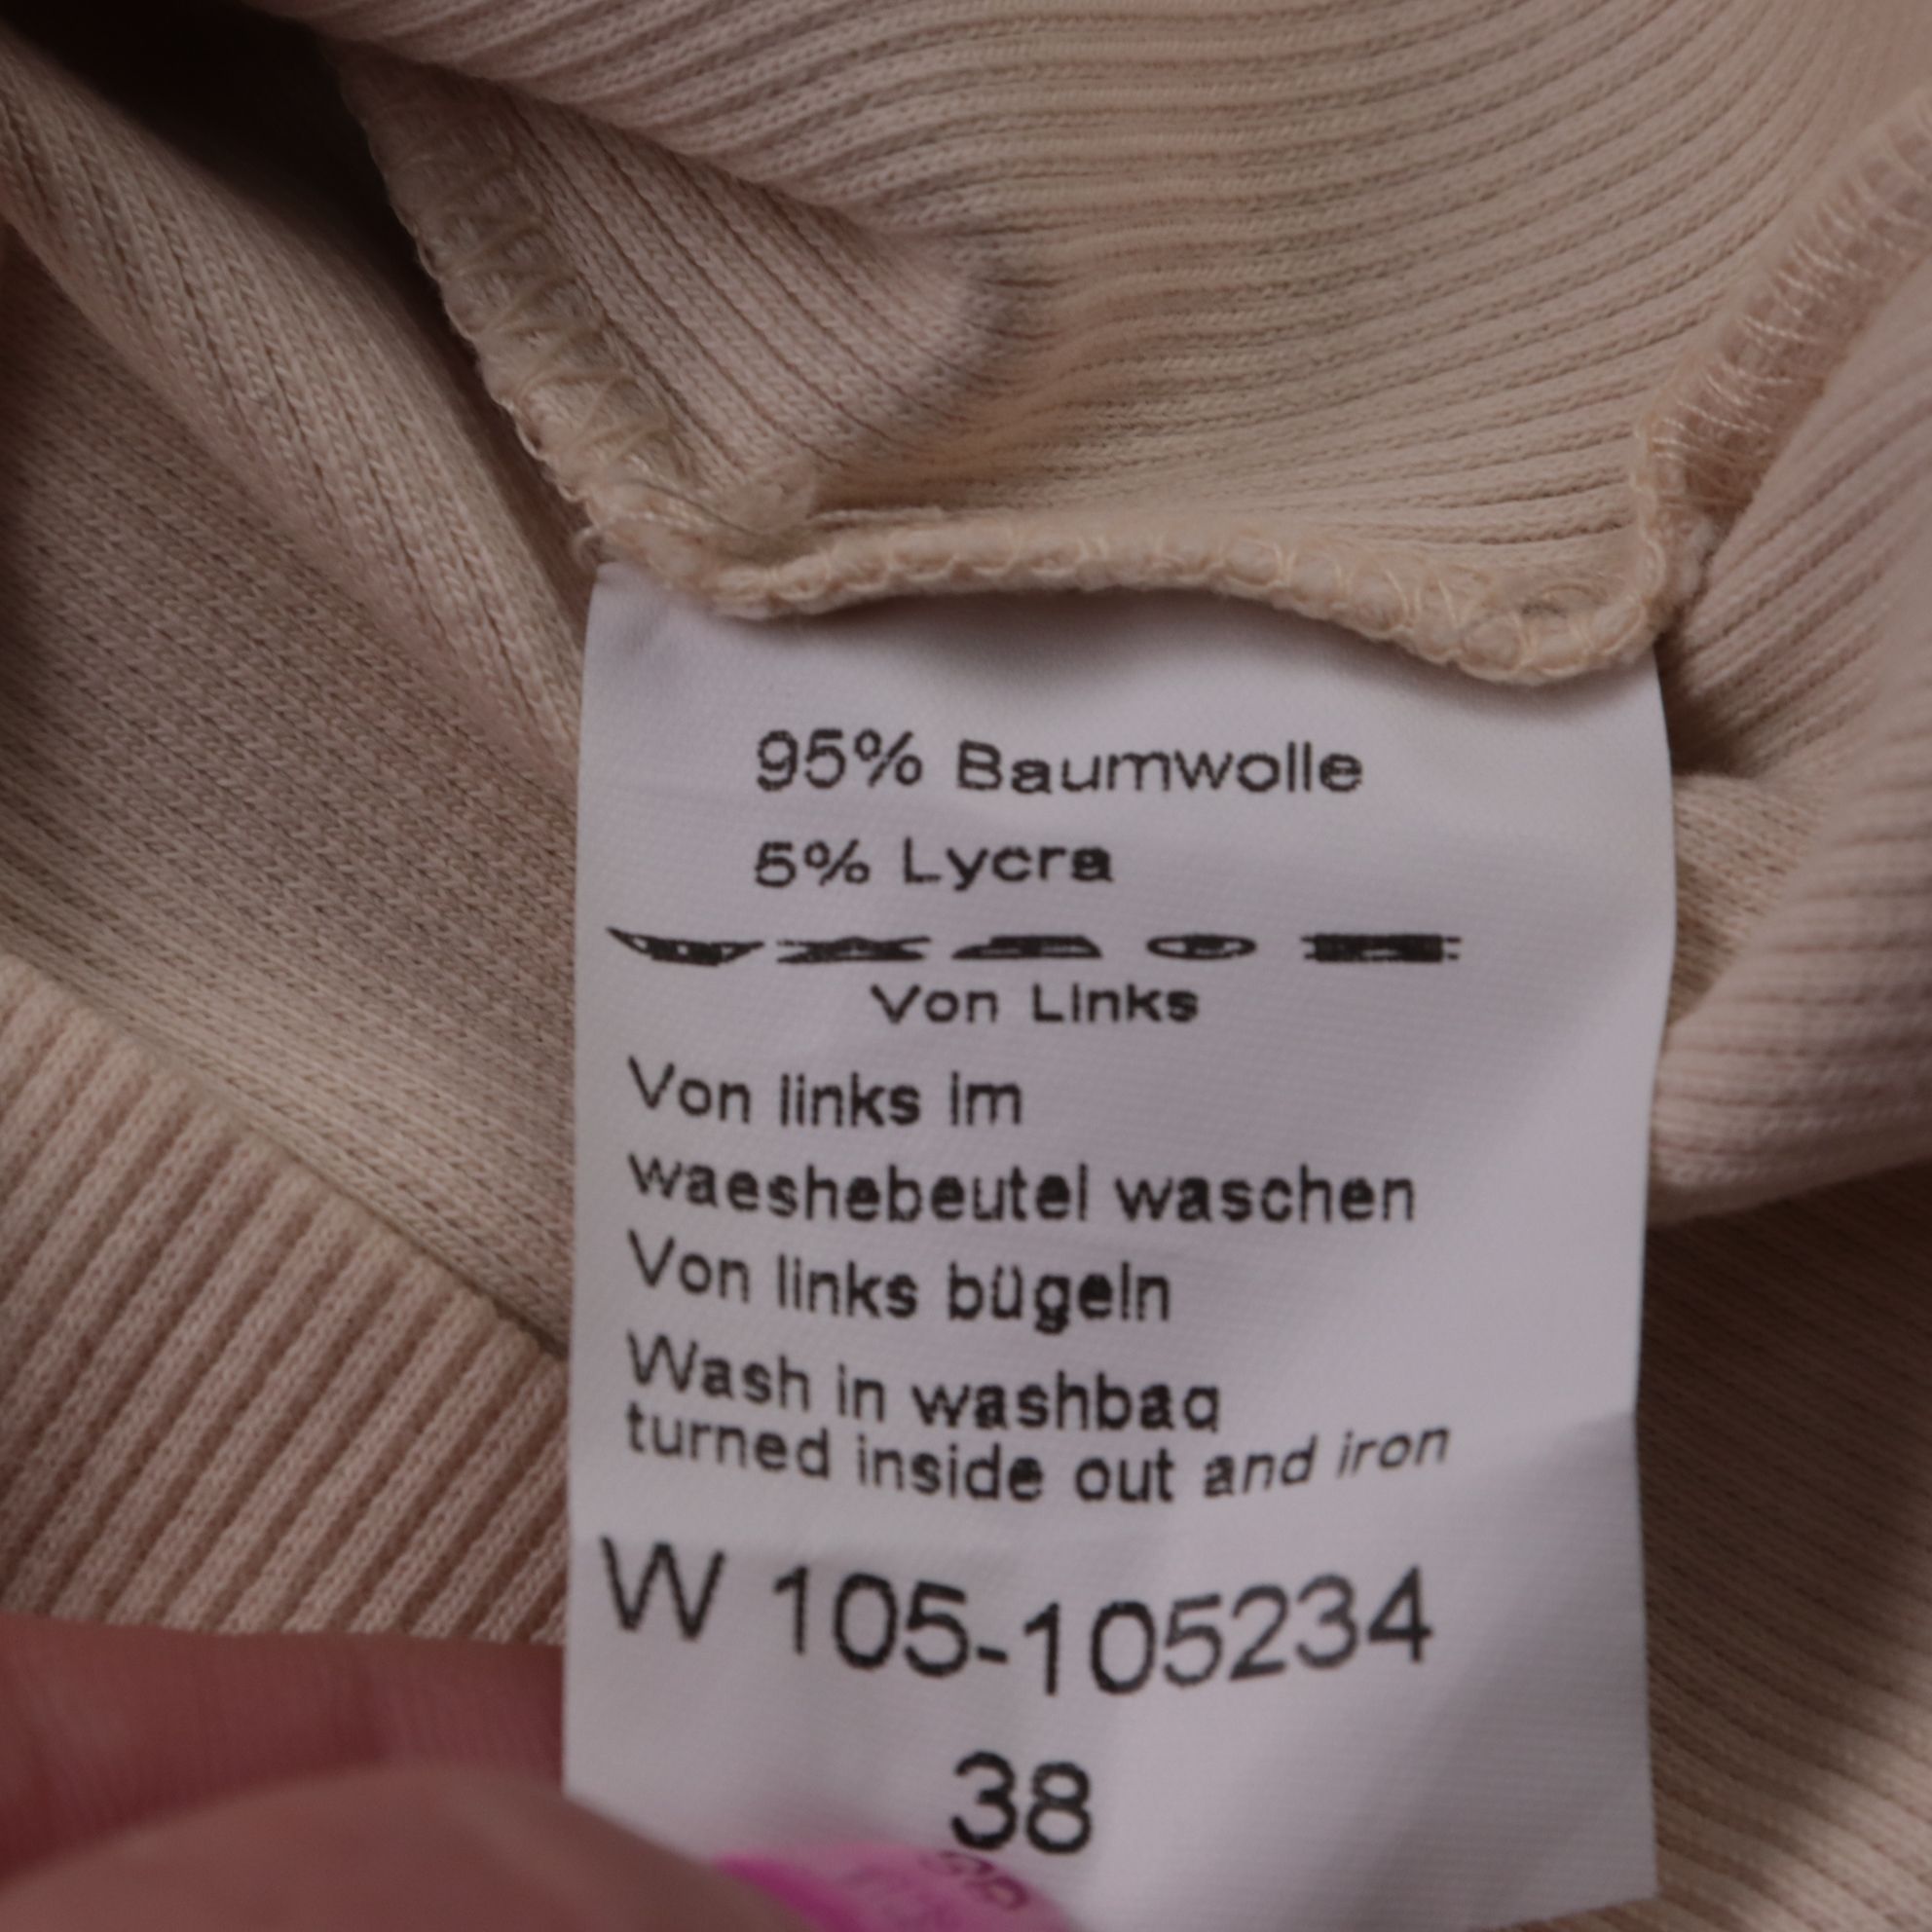 95% Baumwolle
5% Lycra
Von Links
Von links im
waeshebeutel waschen
Von links bügeln
Wash in washbag
turned inside out and iron
W 105-105234
38